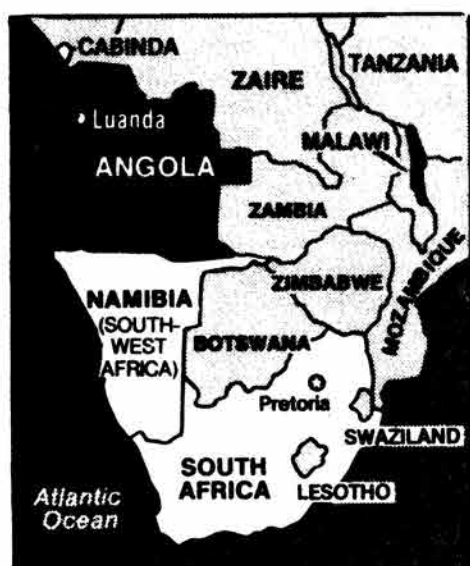 CABINDA
ZAIRE
TANZANIA
Luanda
MALAWI
ANGOLA
ZAMBIA
ZIMBABWE
MOZAMBIQUE
NAMIBIA
(SOUTH-
WEST
AFRICA)
BOTSWANA
Pretoria
SWAZILAND
SOUTH
AFRICA
LESOTHO
Atlantic
Ocean